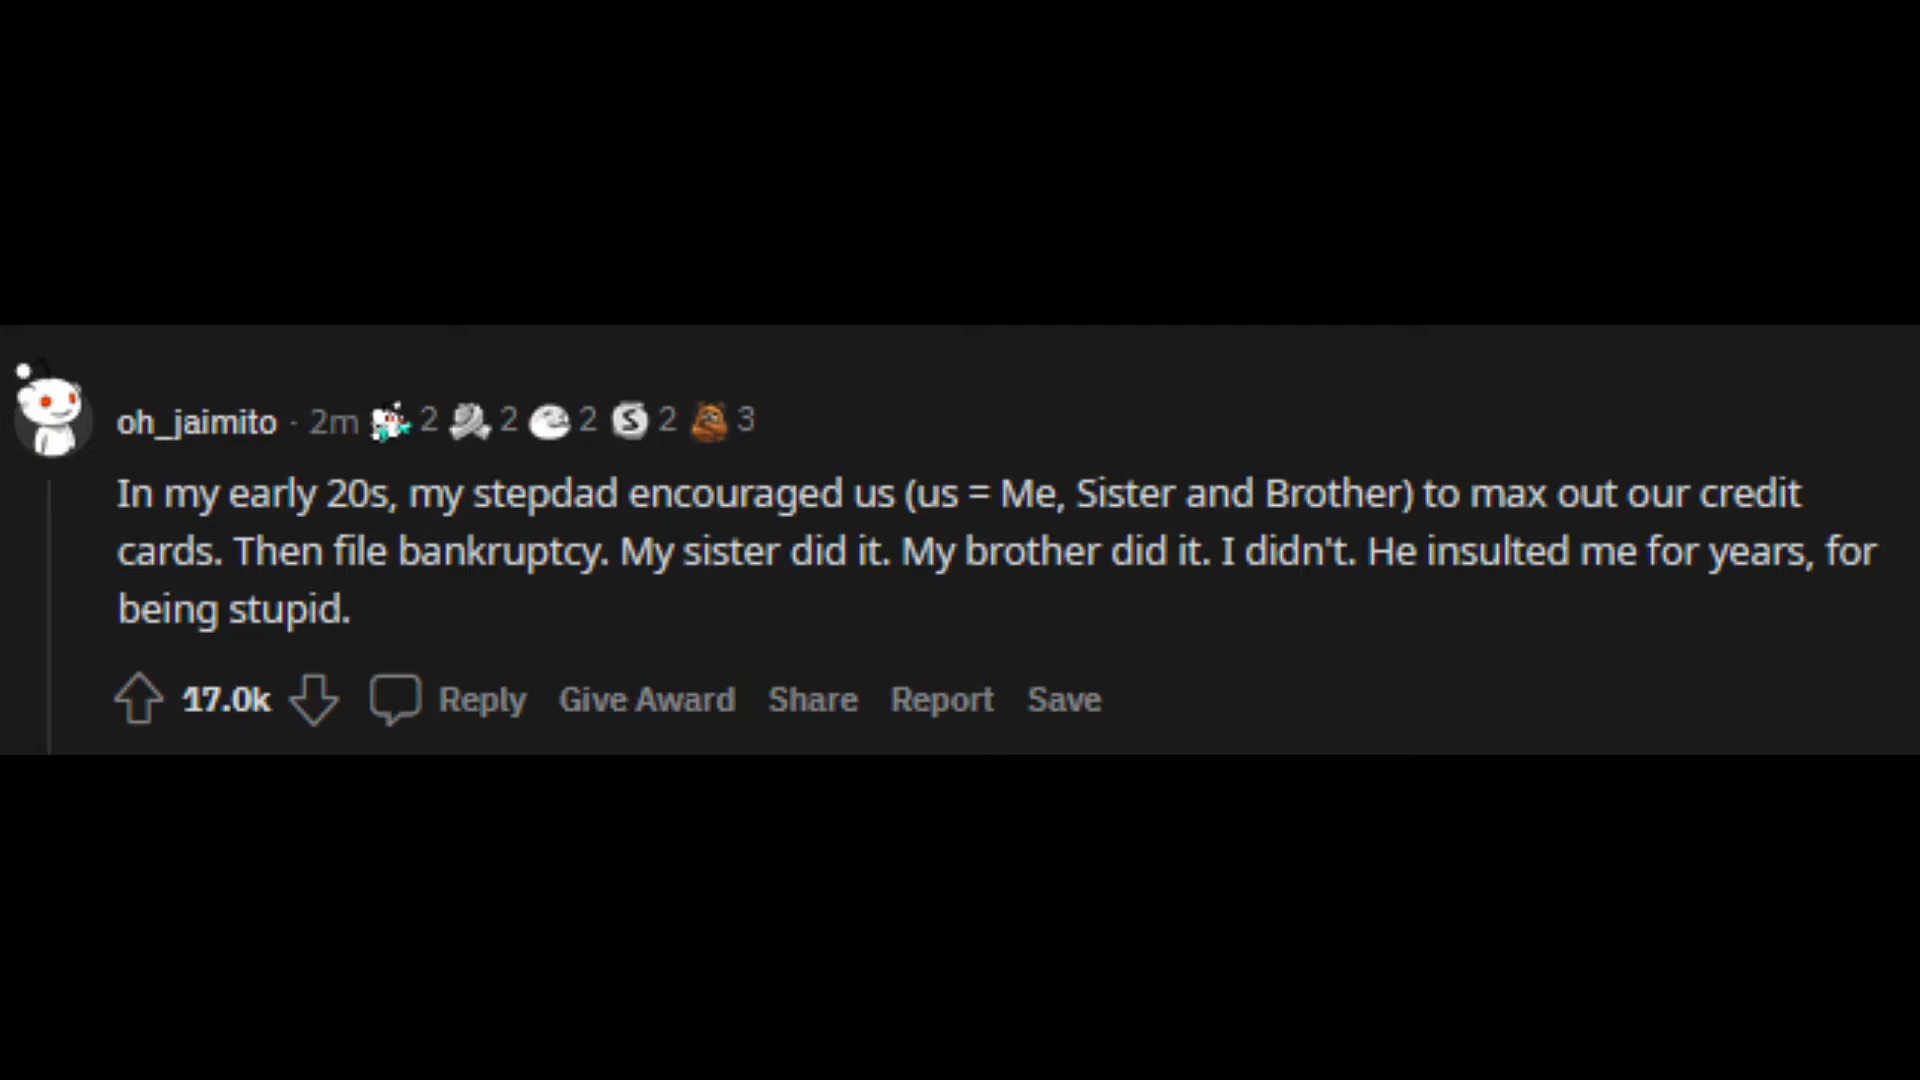 oh_jaimito · 2m 2 2 2 S 2 3
In my early 20s, my stepdad encouraged us (us = Me, Sister and Brother) to max out our credit
cards. Then file bankruptcy. My sister did it. My brother did it. I didn't. He insulted me for years, for
being stupid.
17.0k Reply Give Award Share Report Save